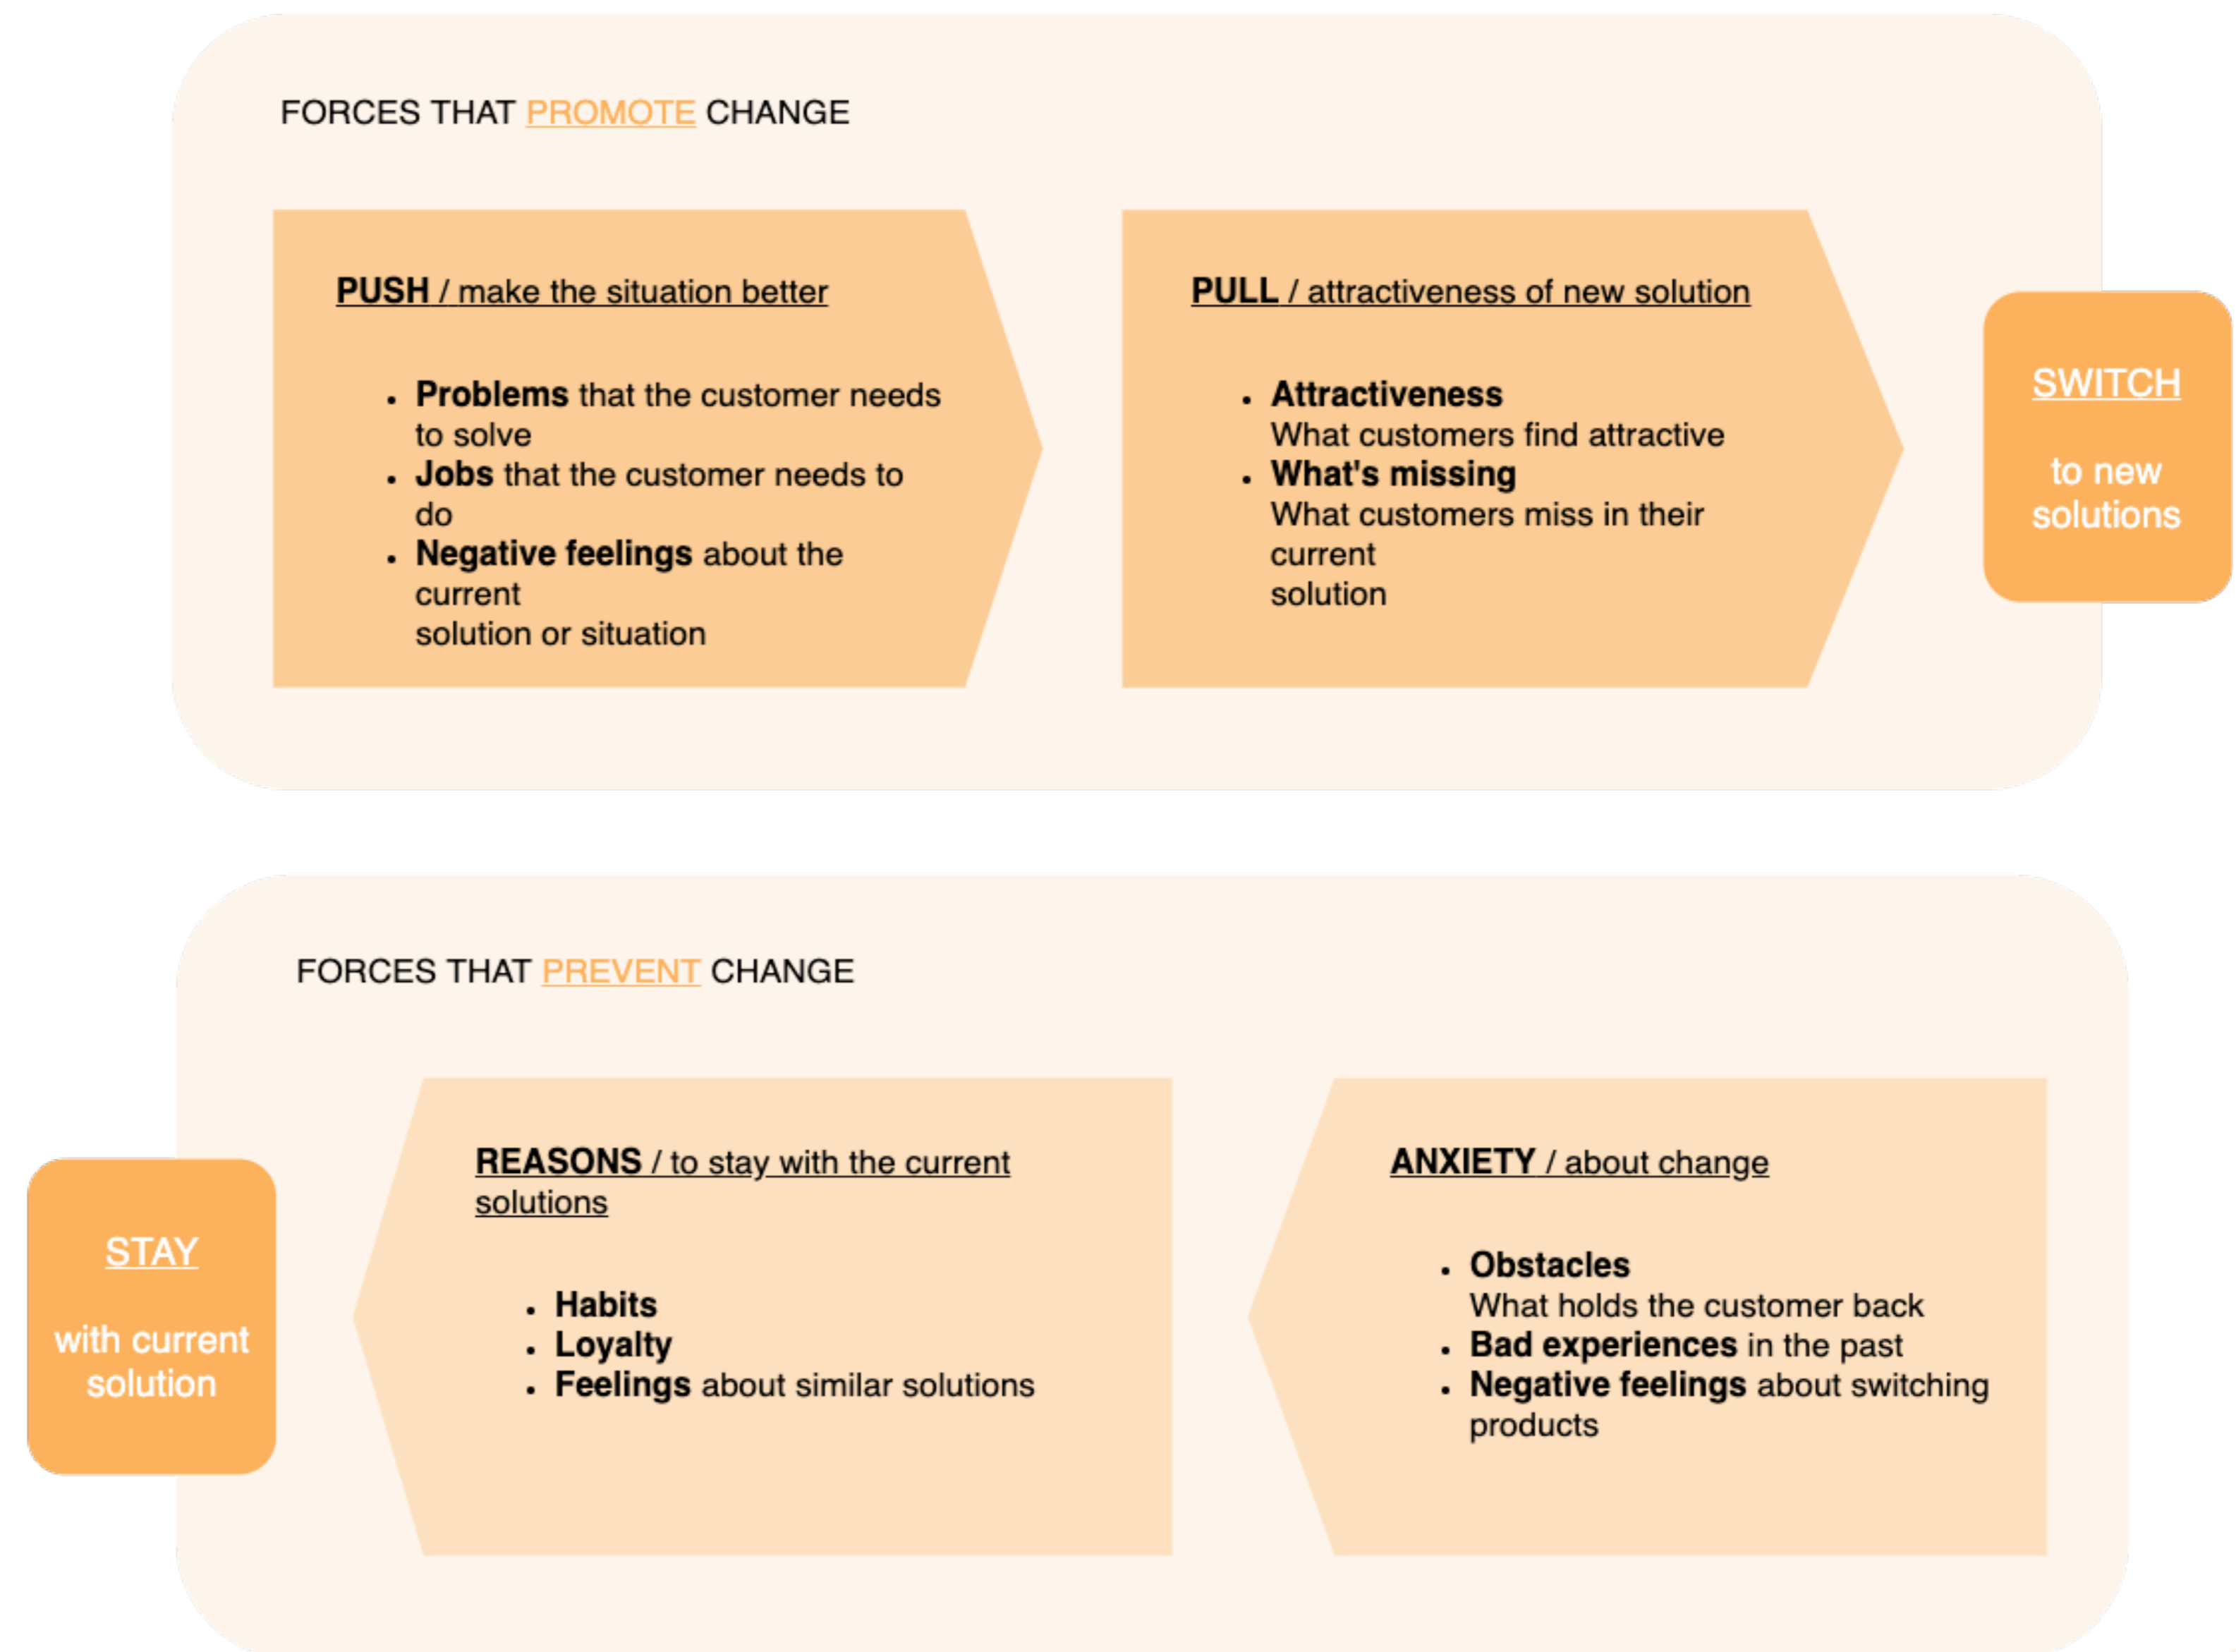 FORCES THAT PROMOTE CHANGE
PUSH / make the situation better
• Problems that the customer needs
to solve
• Jobs that the customer needs to
do
• Negative feelings about the
current
solution or situation
PULL / attractiveness of new solution
• Attractiveness
What customers find attractive
• What's missing
What customers miss in their
current
solution
SWITCH
to new
solutions
FORCES THAT PREVENT CHANGE
STAY
with current
solution
REASONS / to stay with the current
solutions
• Habits
• Loyalty
• Feelings about similar solutions
ANXIETY / about change
• Obstacles
What holds the customer back
• Bad experiences in the past
• Negative feelings about switching
products